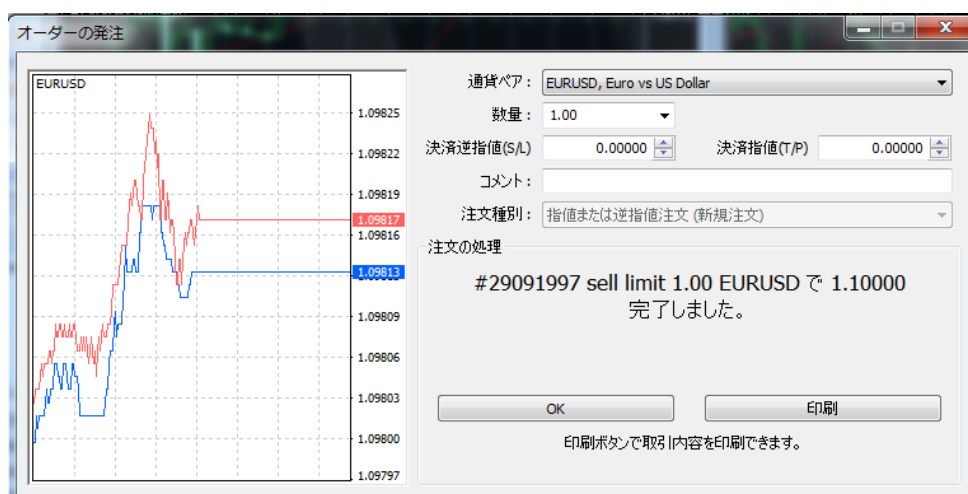 オーダーの発注
EURUSD
1.09825
1.09822
1.09819
1.09817
1.09816
1.09813
1.09809
1.09806
1.09803
1.09800
1.09797
通貨ペア： EURUSD, Euro vs US Dollar
数量： 1.00
決済逆指値(S/L) 0.00000 決済指値(T/P) 0.00000
コメント：
注文種別： 指値または逆指値注文 (新規注文)
注文の処理
#29091997 sell limit 1.00 EURUSD で 1.10000
完了しました。
OK 印刷
印刷ボタンで取引内容を印刷できます。